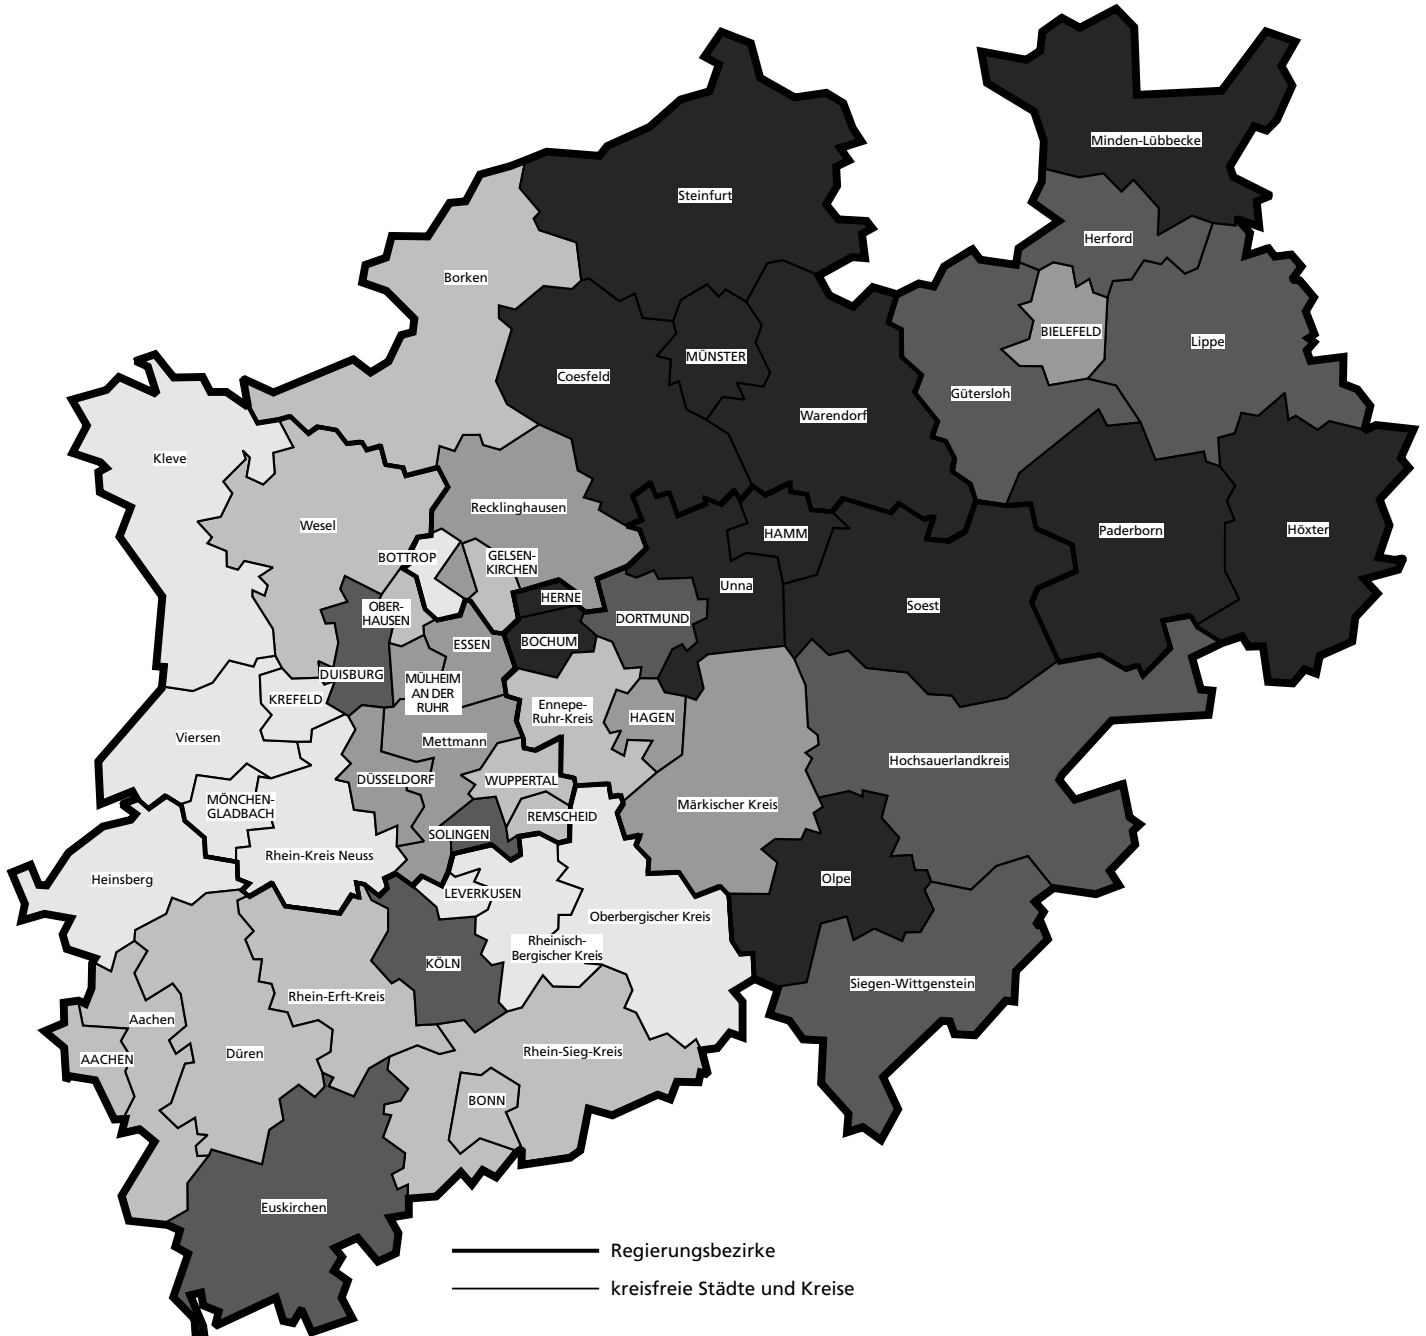 Minden-Lübbecke
Steinfurt
Herford
Borken
BIELEFELD
Lippe
MÜNSTER
Coesfeld
Gütersloh
Warendorf
Kleve
Recklinghausen
Wesel
HAMM
Paderborn
Höxter
BOTTROP
GELSEN-
KIRCHEN
Unna
HERNE
Soest
OBER-
HAUSEN
DORTMUND
ESSEN
BOCHUM
DUISBURG
MÜLHEIM
AN DER
RUHR
KREFELD
Ennepe-
Ruhr-Kreis
HAGEN
Viersen
Mettmann
Hochsauerlandkreis
DÜSSELDORF
WUPPERTAL
MÖNCHEN-
GLADBACH
Märkischer Kreis
REMSCHEID
SOLINGEN
Rhein-Kreis Neuss
Heinsberg
Olpe
LEVERKUSEN
Oberbergischer Kreis
Rheinisch-
Bergischer Kreis
KÖLN
Siegen-Wittgenstein
Rhein-Erft-Kreis
Aachen
AACHEN
Düren
Rhein-Sieg-Kreis
BONN
Euskirchen
Regierungsbezirke
kreisfreie Städte und Kreise